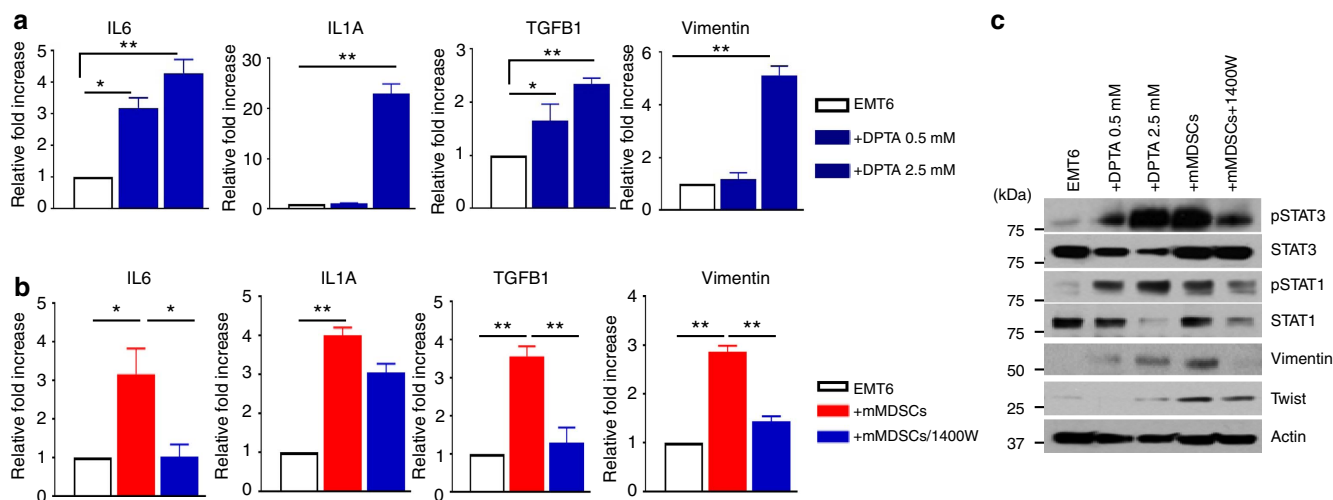 a
IL6
IL1A
TGFB1
Vimentin
Relative fold increase
5
4
3
2
1
0
*
**
Relative fold increase
30
20
10
0
**
Relative fold increase
3
2
1
0
*
**
Relative fold increase
6
4
2
0
**
EMT6
+DPTA 0.5 mM
+DPTA 2.5 mM
b
IL6
IL1A
TGFB1
Vimentin
Relative fold increase
5
4
3
2
1
0
*
*
Relative fold increase
5
4
3
2
1
0
**
Relative fold increase
5
4
3
2
1
0
**
**
Relative fold increase
4
3
2
1
0
**
**
EMT6
+mMDSCs
+mMDSCs/1400W
c
EMT6
+DPTA 0.5 mM
+DPTA 2.5 mM
+mMDSCs
+mMDSCs+1400W
(kDa)
75
pSTAT3
75
STAT3
75
pSTAT1
75
STAT1
50
Vimentin
25
Twist
37
Actin